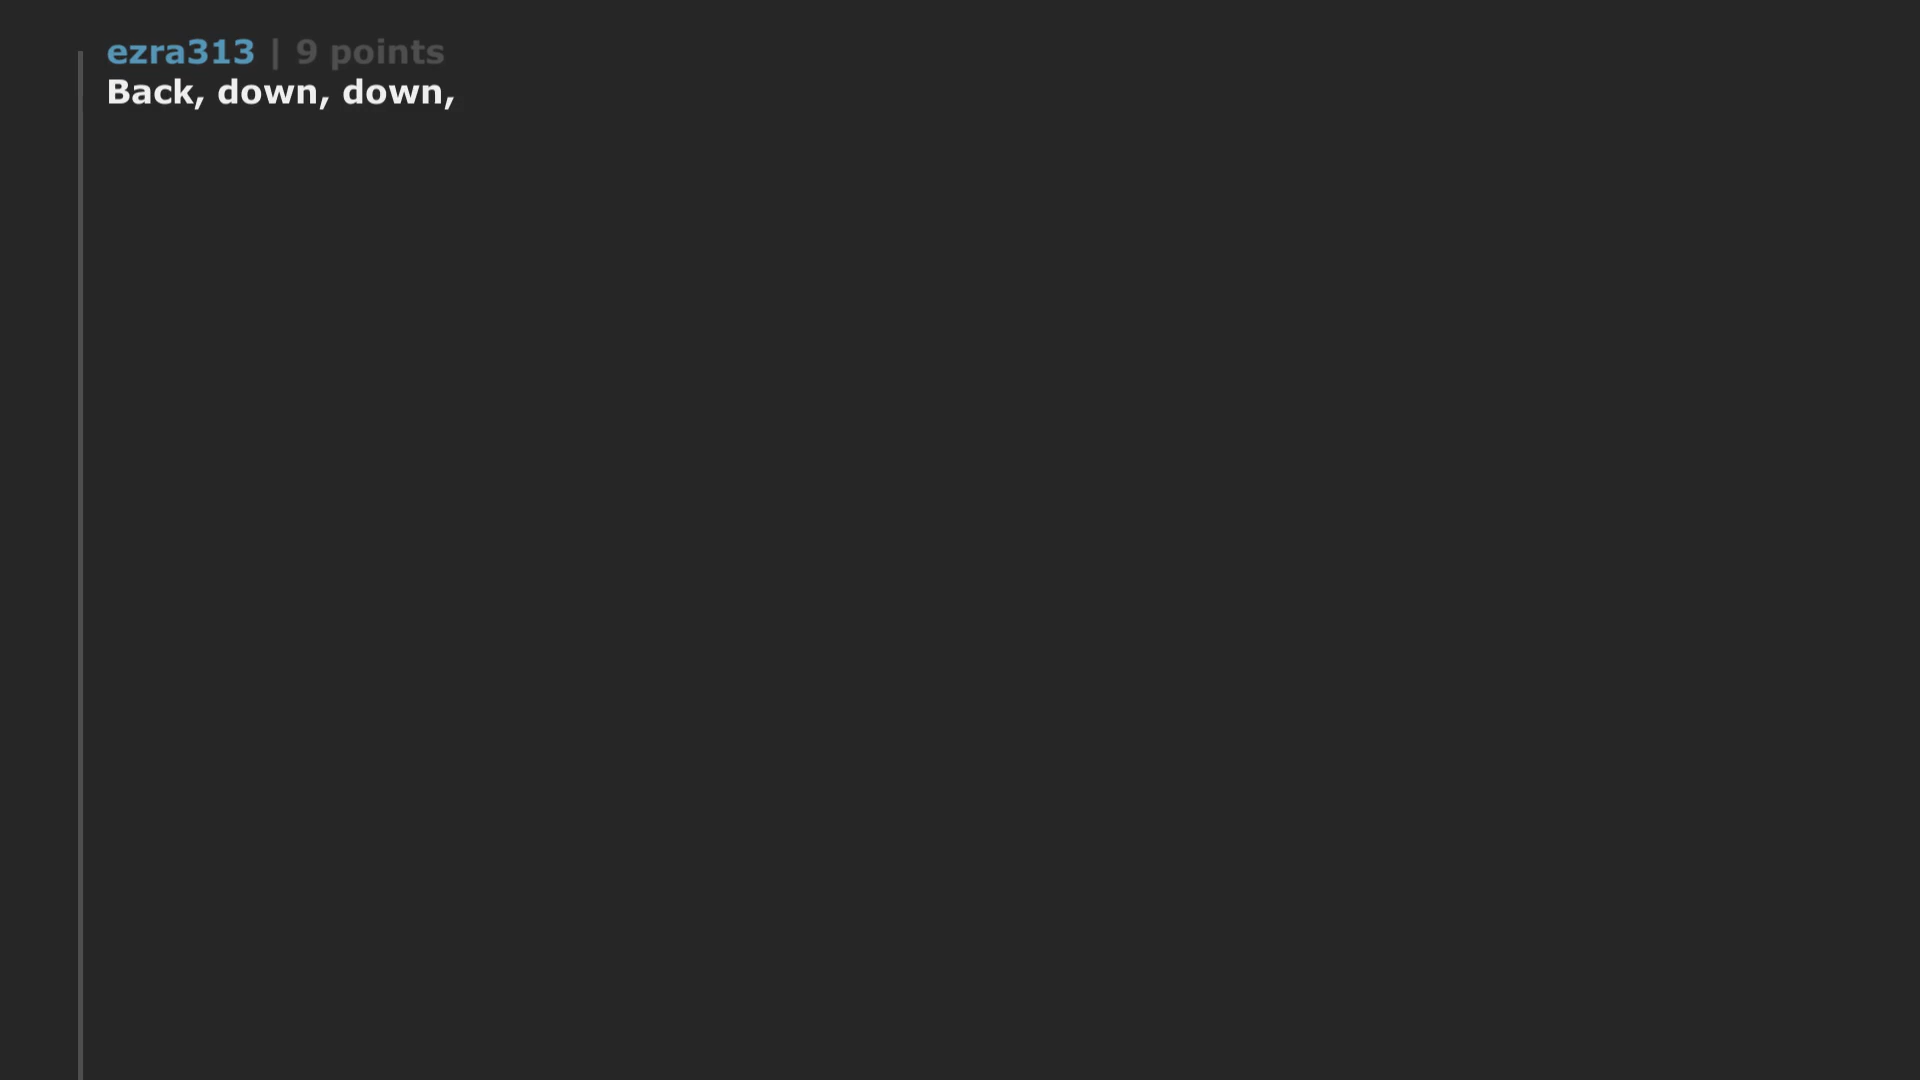 ezra313 | 9 points
Back, down, down,